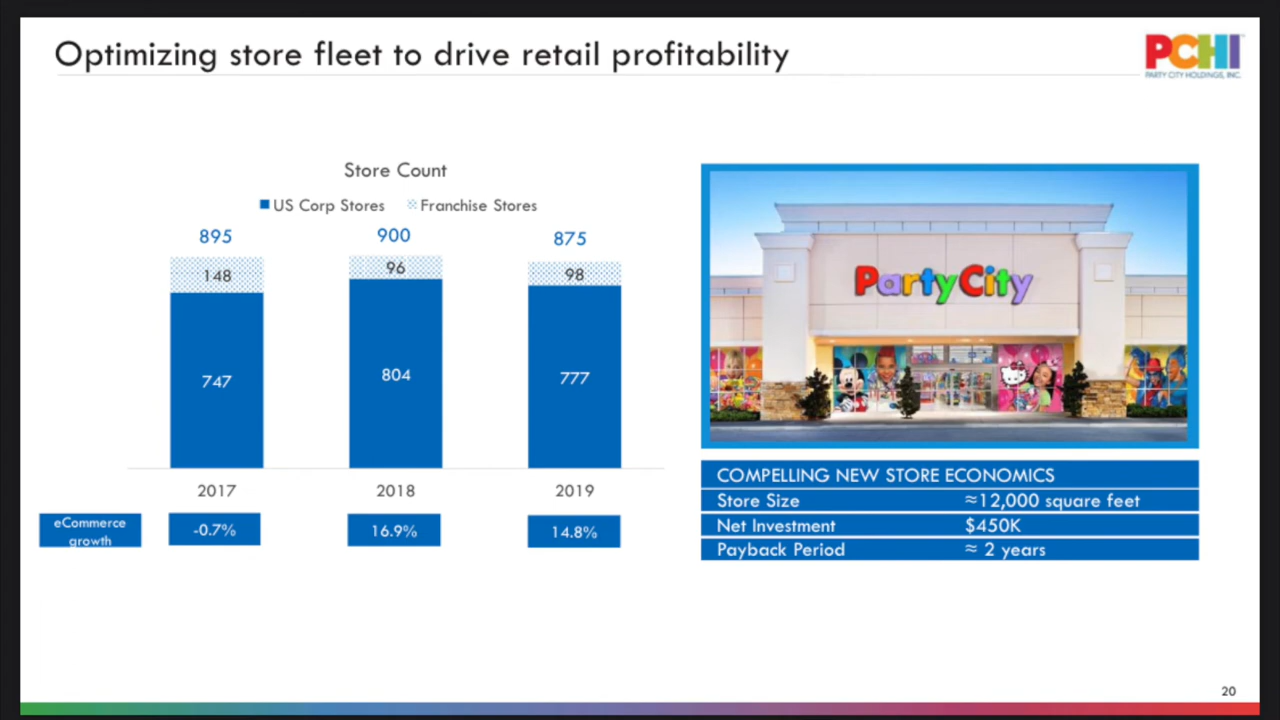 Optimizing store fleet to drive retail profitability
PCHI
PARTY CITY HOLDINGS, INC.
Store Count
US Corp Stores
Franchise Stores
895
900
875
148
96
98
747
804
777
2017
2018
2019
eCommerce
growth
-0.7%
16.9%
14.8%
PartyCity
COMPELLING NEW STORE ECONOMICS
Store Size ≈12,000 square feet
Net Investment $450K
Payback Period ≈ 2 years
20